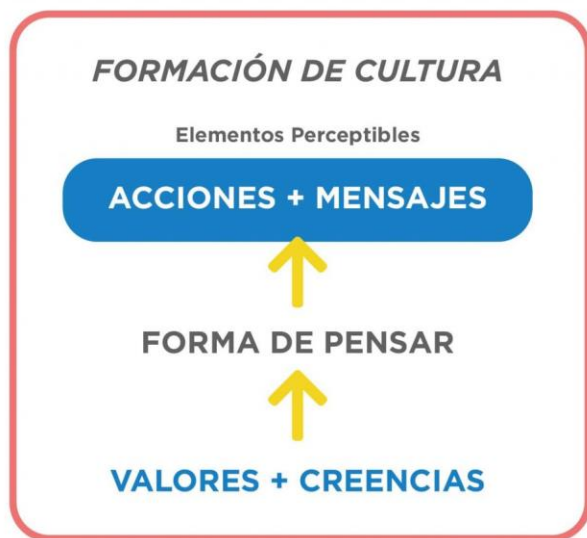 FORMACIÓN DE CULTURA
Elementos Perceptibles
ACCIONES + MENSAJES
FORMA DE PENSAR
VALORES + CREENCIAS